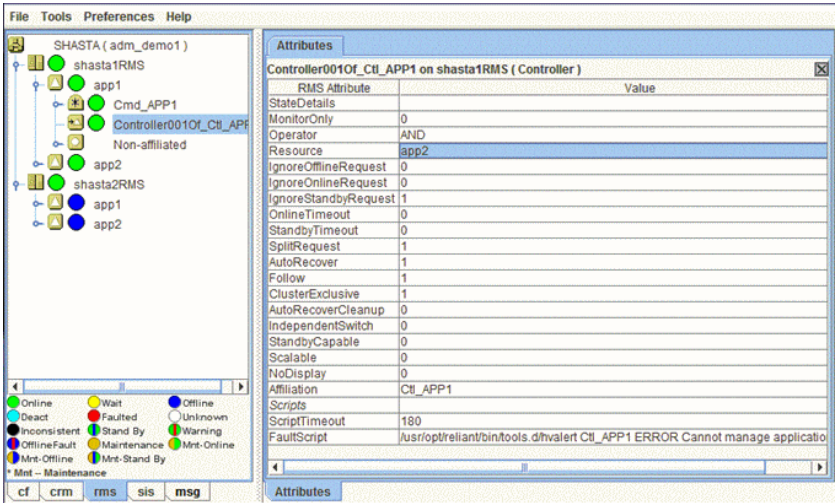 File Tools Preferences Help
SHASTA ( adm_demo1 )
shasta1RMS
app1
Cmd_APP1
Controller001Of_Ctl_APP
Non-affiliated
app2
shasta2RMS
app1
app2
Online Wait Offline
Deact Faulted Unknown
Inconsistent Stand By Warning
OfflineFault Maintenance Mnt-Online
Mnt-Offline Mnt-Stand By
* Mnt -- Maintenance
cf crm rms sis msg
Attributes
Controller001Of_Ctl_APP1 on shasta1RMS ( Controller )
RMS Attribute Value
StateDetails
MonitorOnly 0
Operator AND
Resource app2
IgnoreOfflineRequest 0
IgnoreOnlineRequest 0
IgnoreStandbyRequest 1
OnlineTimeout 0
StandbyTimeout 0
SplitRequest 1
AutoRecover 1
Follow 1
ClusterExclusive 1
AutoRecoverCleanup 0
IndependentSwitch 0
StandbyCapable 0
Scalable 0
NoDisplay 0
Affiliation Ctl_APP1
Scripts
ScriptTimeout 180
FaultScript /usr/opt/reliant/bin/tools.d/hvalert Ctl_APP1 ERROR Cannot manage applicatio
Attributes